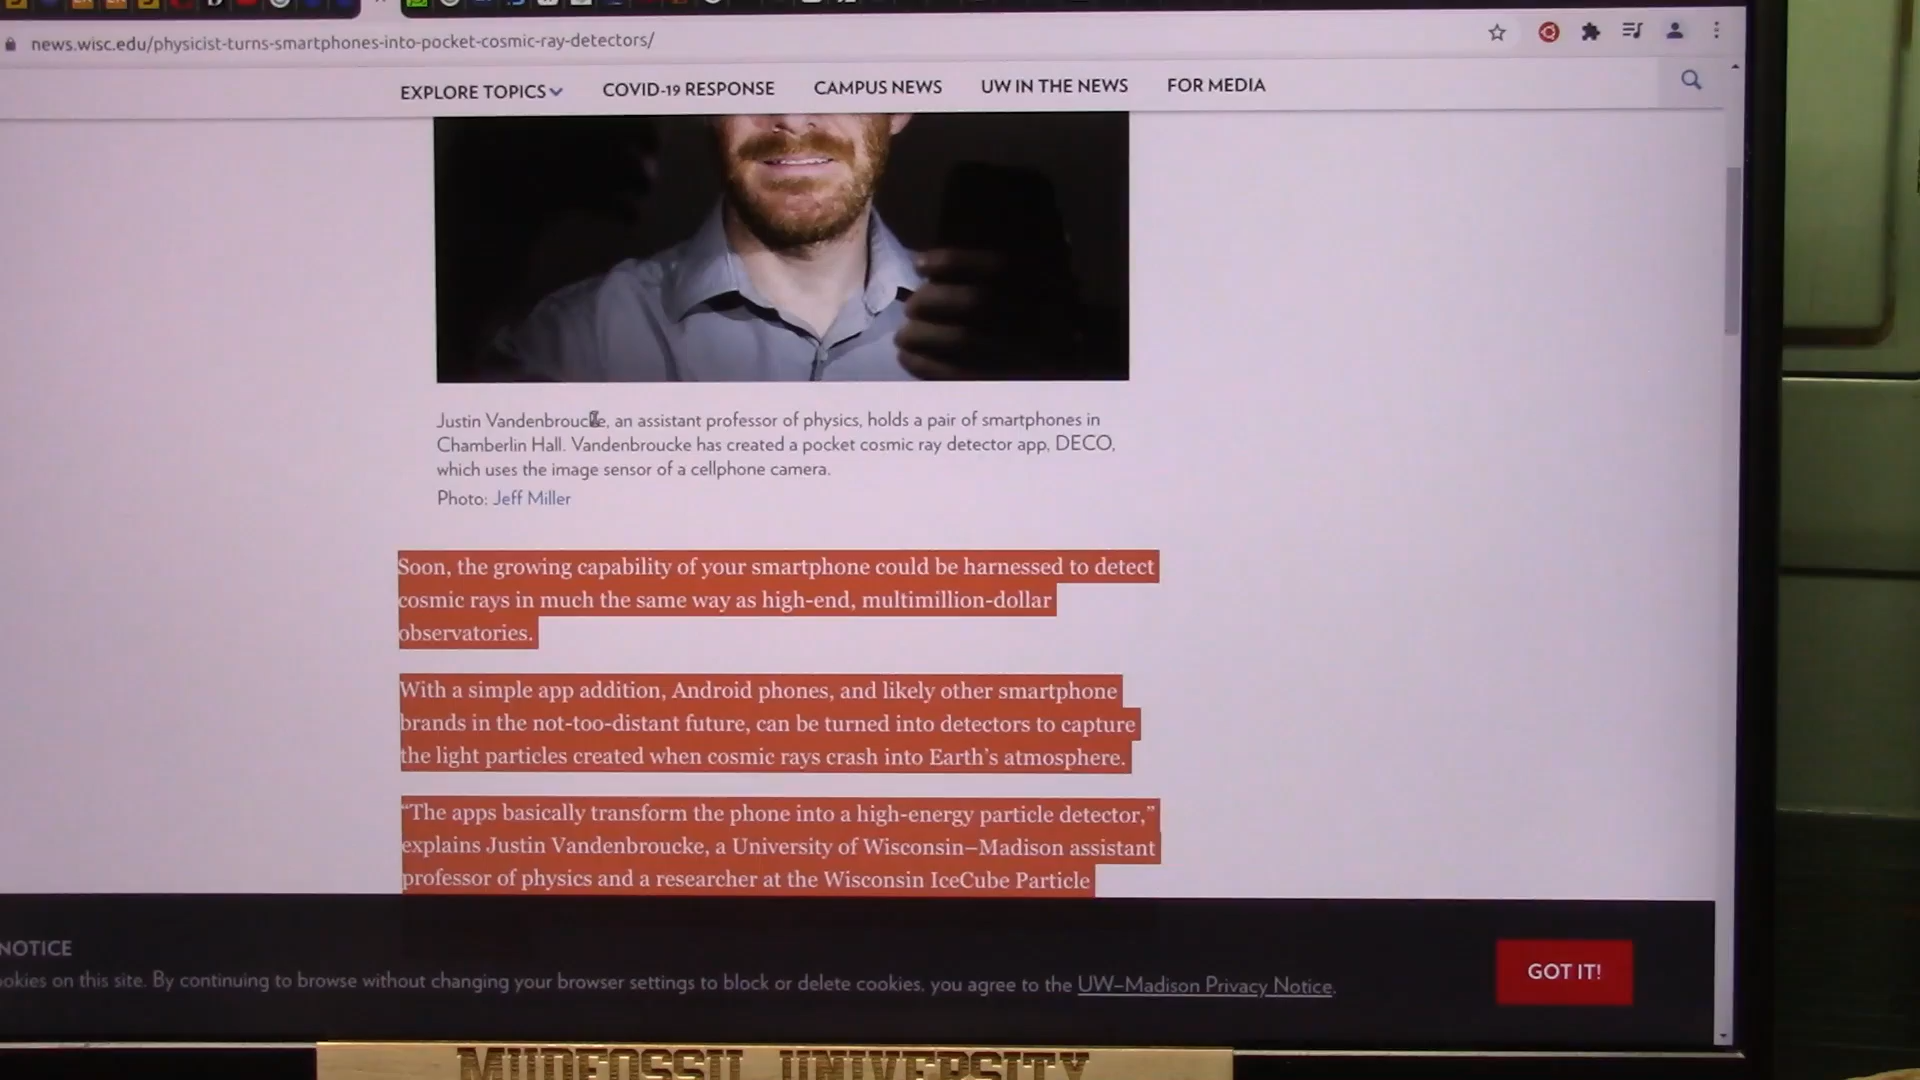 news.wisc.edu/physicist-turns-smartphones-into-pocket-cosmic-ray-detectors/
EXPLORE TOPICS COVID-19 RESPONSE CAMPUS NEWS UW IN THE NEWS FOR MEDIA
Justin Vandenbroucke, an assistant professor of physics, holds a pair of smartphones in
Chamberlin Hall. Vandenbroucke has created a pocket cosmic ray detector app, DECO,
which uses the image sensor of a cellphone camera.
Photo: Jeff Miller
Soon, the growing capability of your smartphone could be harnessed to detect
cosmic rays in much the same way as high-end, multimillion-dollar
observatories.
With a simple app addition, Android phones, and likely other smartphone
brands in the not-too-distant future, can be turned into detectors to capture
the light particles created when cosmic rays crash into Earth’s atmosphere.
“The apps basically transform the phone into a high-energy particle detector,”
explains Justin Vandenbroucke, a University of Wisconsin–Madison assistant
professor of physics and a researcher at the Wisconsin IceCube Particle
NOTICE
ookies on this site. By continuing to browse without changing your browser settings to block or delete cookies, you agree to the UW–Madison Privacy Notice.
GOT IT!
MUDFOSSIL UNIVERSITY